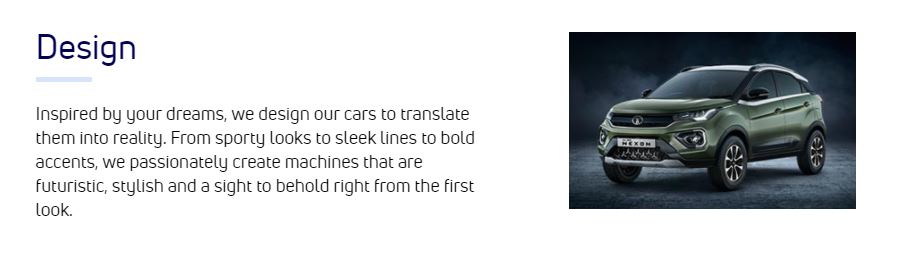 Design
Inspired by your dreams, we design our cars to translate
them into reality. From sporty looks to sleek lines to bold
accents, we passionately create machines that are
futuristic, stylish and a sight to behold right from the first
look.
NEXON